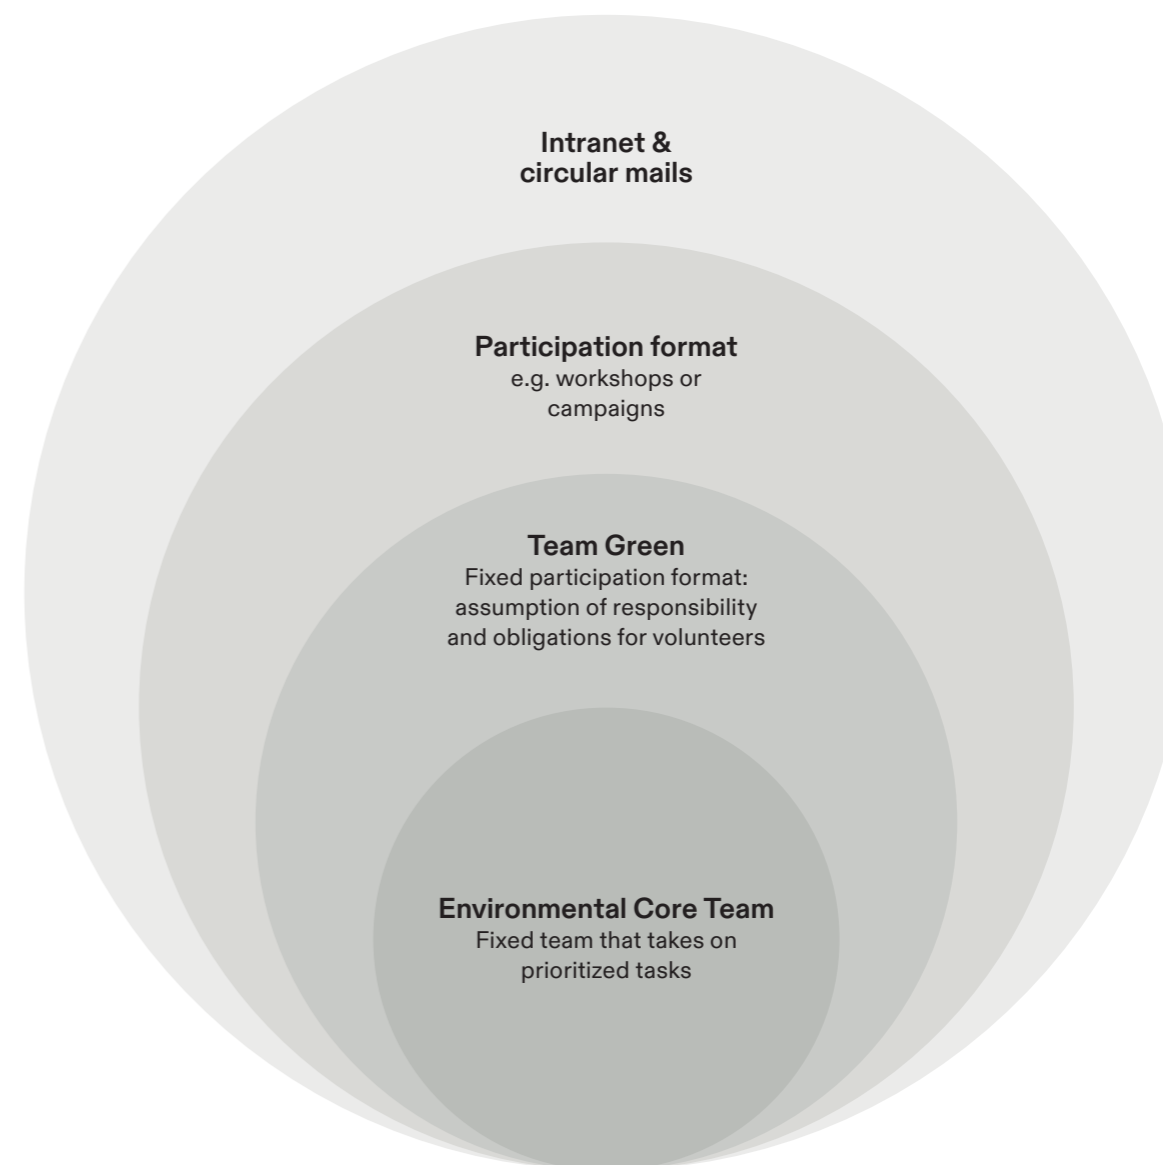 Intranet &
circular mails
Participation format
e.g. workshops or
campaigns
Team Green
Fixed participation format:
assumption of responsibility
and obligations for volunteers
Environmental Core Team
Fixed team that takes on
prioritized tasks